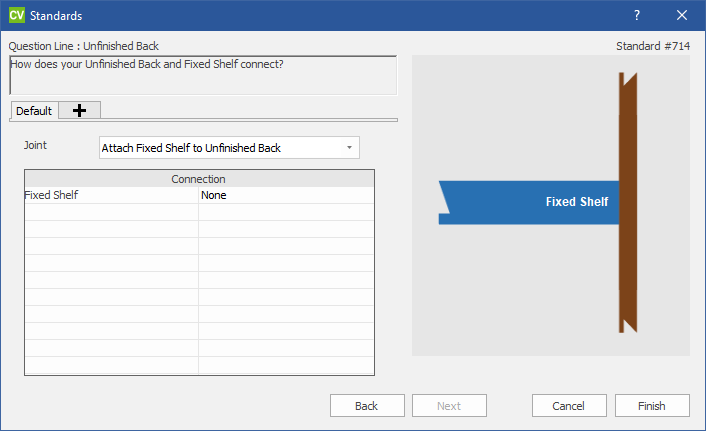 CV Standards
Question Line : Unfinished Back
Standard #714
How does your Unfinished Back and Fixed Shelf connect?
Default
Joint
Attach Fixed Shelf to Unfinished Back
Connection
Fixed Shelf None
Fixed Shelf
Back Next Cancel Finish